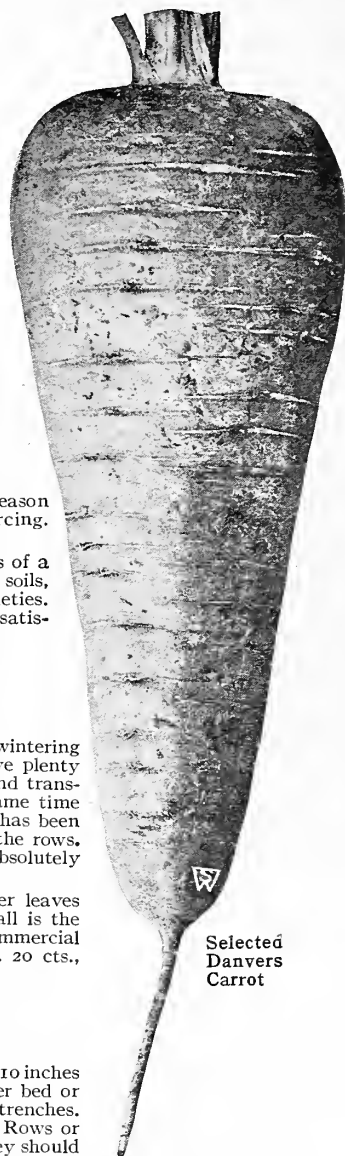 eason
rcing.
s of a
soils,
eties.
satis-
wintering
e plenty
nd trans-
ame time
has been
the rows.
bsolutely
er leaves
all is the
mmercial
. 20 cts.,
Selected
Danvers
Carrot
10 inches
er bed or
trenches.
Rows or
ey should